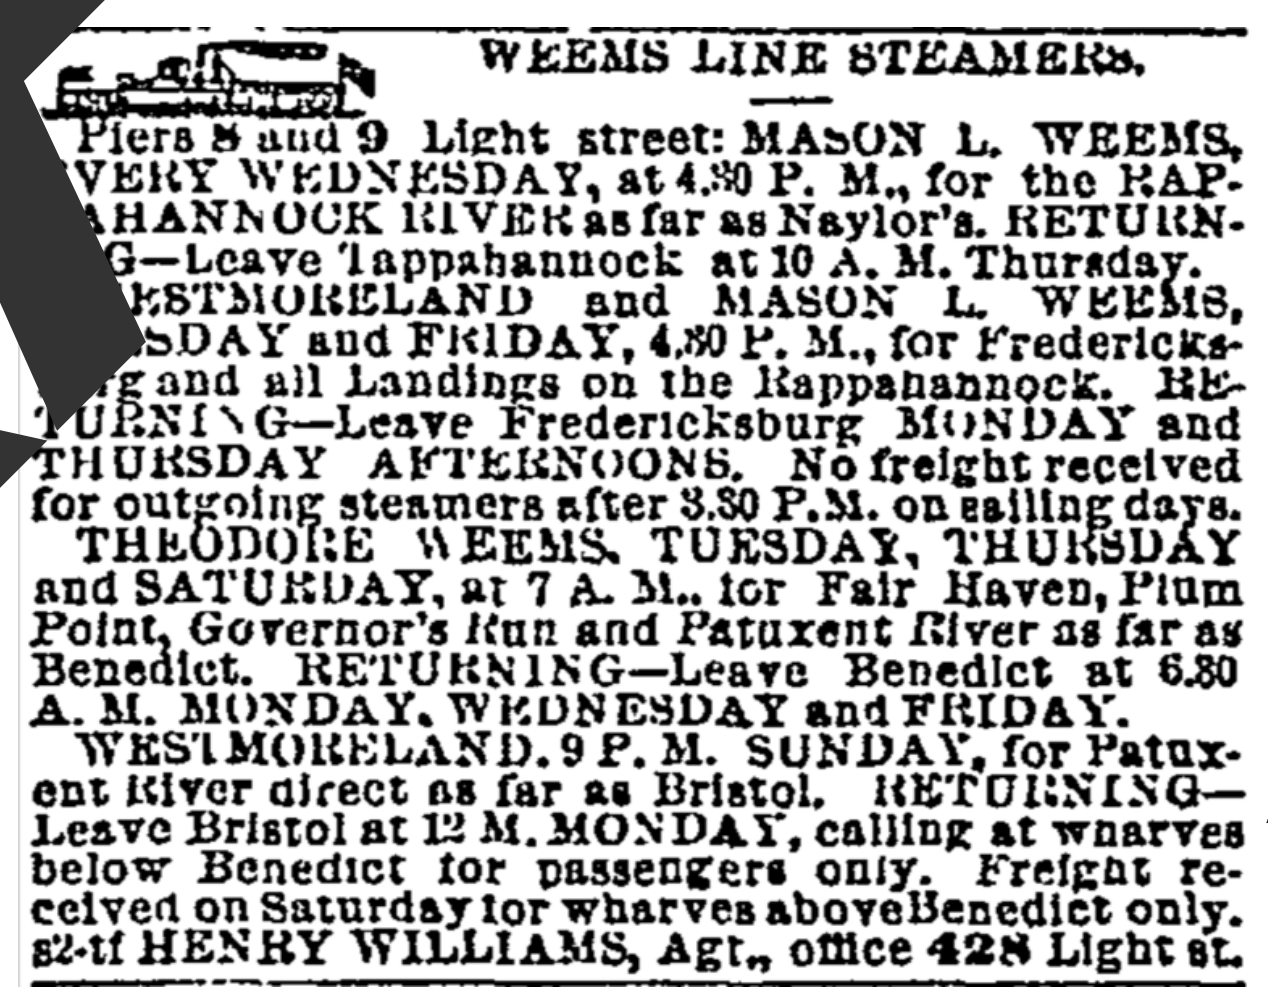 WEEMS LINE STEAMERS.
Piers 8 and 9 Light street: MASON L. WEEMS,
VERY WEDNESDAY, at 4.30 P. M., for the RAP-
AHANNOCK RIVER as far as Naylor's. RETURN-
G—Leave Tappahannock at 10 A. M. Thursday.
ESTMORELAND and MASON L. WEEMS,
SDAY and FRIDAY, 4.30 P. M., for Fredericks-
rg and all Landings on the Rappahannock. RE-
TURNING—Leave Fredericksburg MONDAY and
THURSDAY AFTERNOONS. No freight received
for outgoing steamers after 3.30 P.M. on sailing days.
THEODORE WEEMS, TUESDAY, THURSDAY
and SATURDAY, at 7 A. M., for Fair Haven, Plum
Point, Governor's Run and Patuxent River as far as
Benedict. RETURNING—Leave Benedict at 6.30
A. M. MONDAY, WEDNESDAY and FRIDAY.
WESTMORELAND. 9 P. M. SUNDAY, for Patux-
ent River direct as far as Bristol. RETURNING—
Leave Bristol at 12 M. MONDAY, calling at wharves
below Benedict for passengers only. Freight re-
ceived on Saturday for wharves above Benedict only.
s2-tf HENRY WILLIAMS, Agt., office 428 Light st.